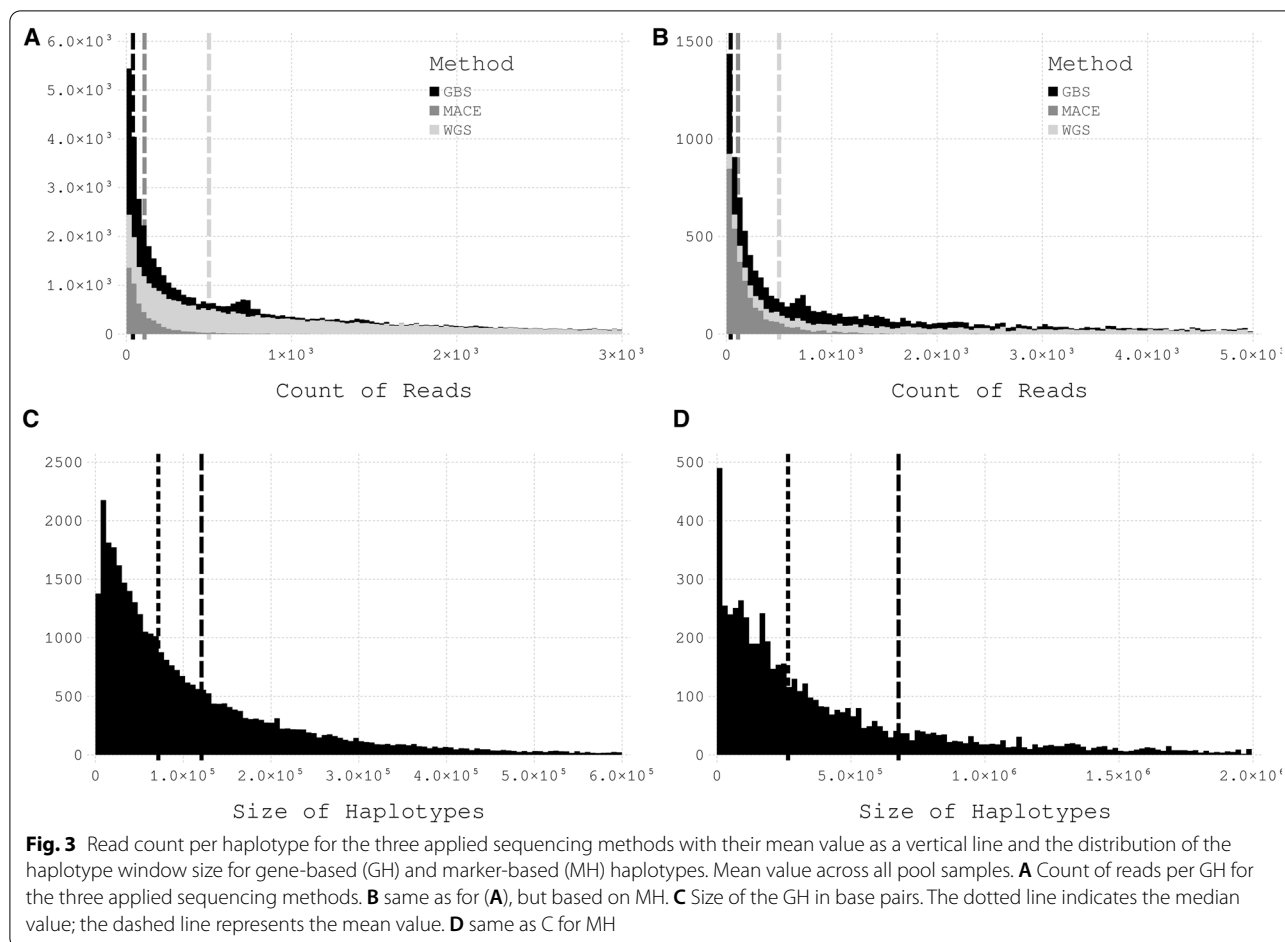 A
6.0×10³
5.0×10³
4.0×10³
3.0×10³
2.0×10³
1.0×10³
0
0 1×10³ 2×10³ 3×10³
Count of Reads
Method
GBS
MACE
WGS
B
1500
1000
500
0
0 1.0×10³ 2.0×10³ 3.0×10³ 4.0×10³ 5.0×10
Count of Reads
Method
GBS
MACE
WGS
C
2500
2000
1500
1000
500
0
0 1.0×10⁵ 2.0×10⁵ 3.0×10⁵ 4.0×10⁵ 5.0×10⁵ 6.0×10⁵
Size of Haplotypes
D
500
400
300
200
100
0
0 5.0×10⁵ 1.0×10⁶ 1.5×10⁶ 2.0×10⁶
Size of Haplotypes
Fig. 3 Read count per haplotype for the three applied sequencing methods with their mean value as a vertical line and the distribution of the
haplotype window size for gene-based (GH) and marker-based (MH) haplotypes. Mean value across all pool samples. A Count of reads per GH for
the three applied sequencing methods. B same as for (A), but based on MH. C Size of the GH in base pairs. The dotted line indicates the median
value; the dashed line represents the mean value. D same as C for MH